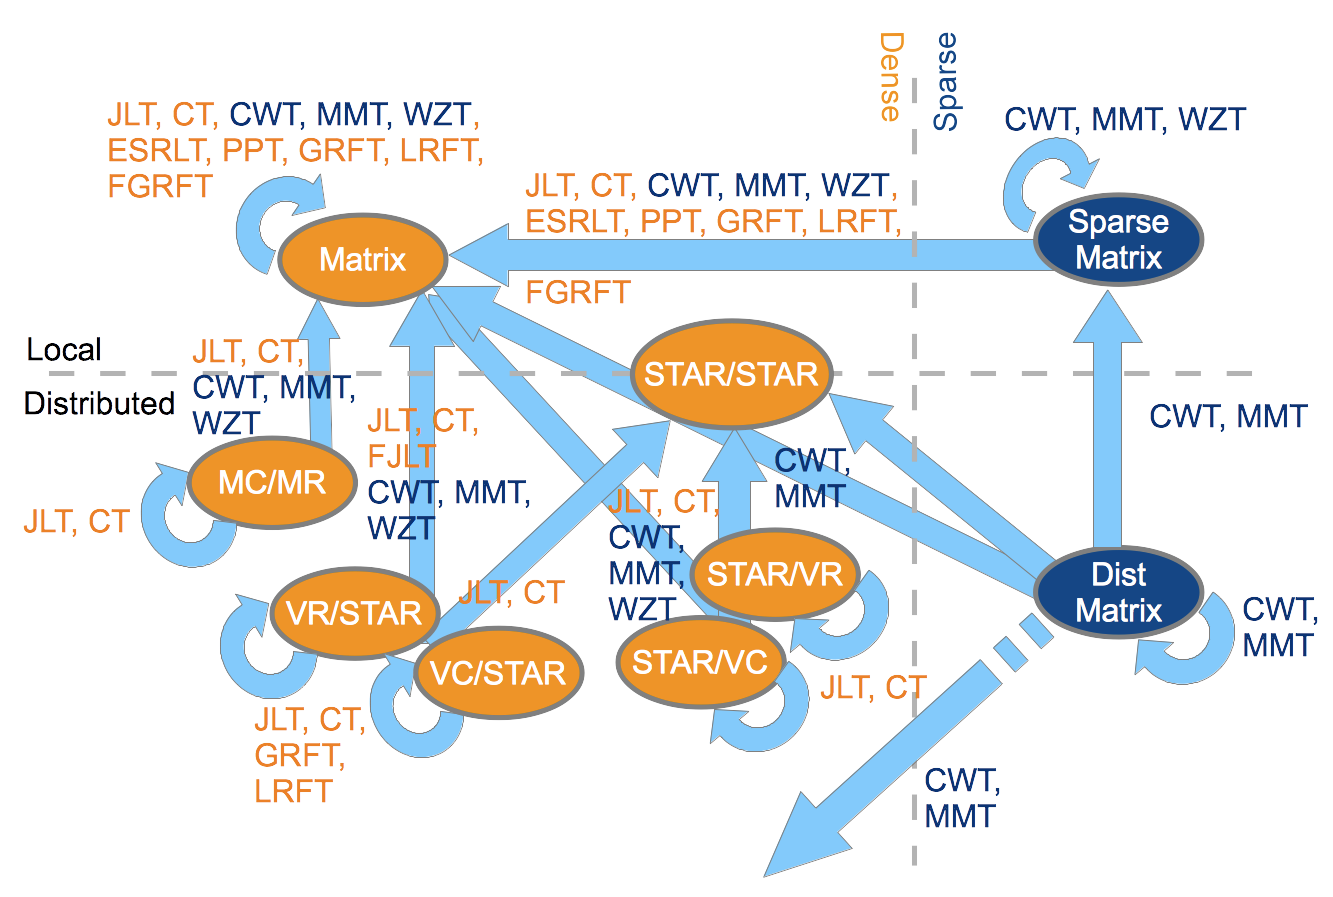 Dense
Sparse
JLT, CT, CWT, MMT, WZT,
ESRLT, PPT, GRFT, LRFT,
FGRFT
CWT, MMT, WZT
JLT, CT, CWT, MMT, WZT,
ESRLT, PPT, GRFT, LRFT,
FGRFT
Matrix
Sparse
Matrix
Local
Distributed
JLT, CT,
CWT, MMT,
WZT
STAR/STAR
JLT, CT,
FJLT
CWT, MMT,
WZT
CWT, MMT
CWT,
MMT
MC/MR
JLT, CT
JLT, CT,
CWT,
MMT,
WZT
STAR/VR
Dist
Matrix
CWT,
MMT
VR/STAR
JLT, CT
VC/STAR
STAR/VC
JLT, CT
JLT, CT,
GRFT,
LRFT
CWT,
MMT